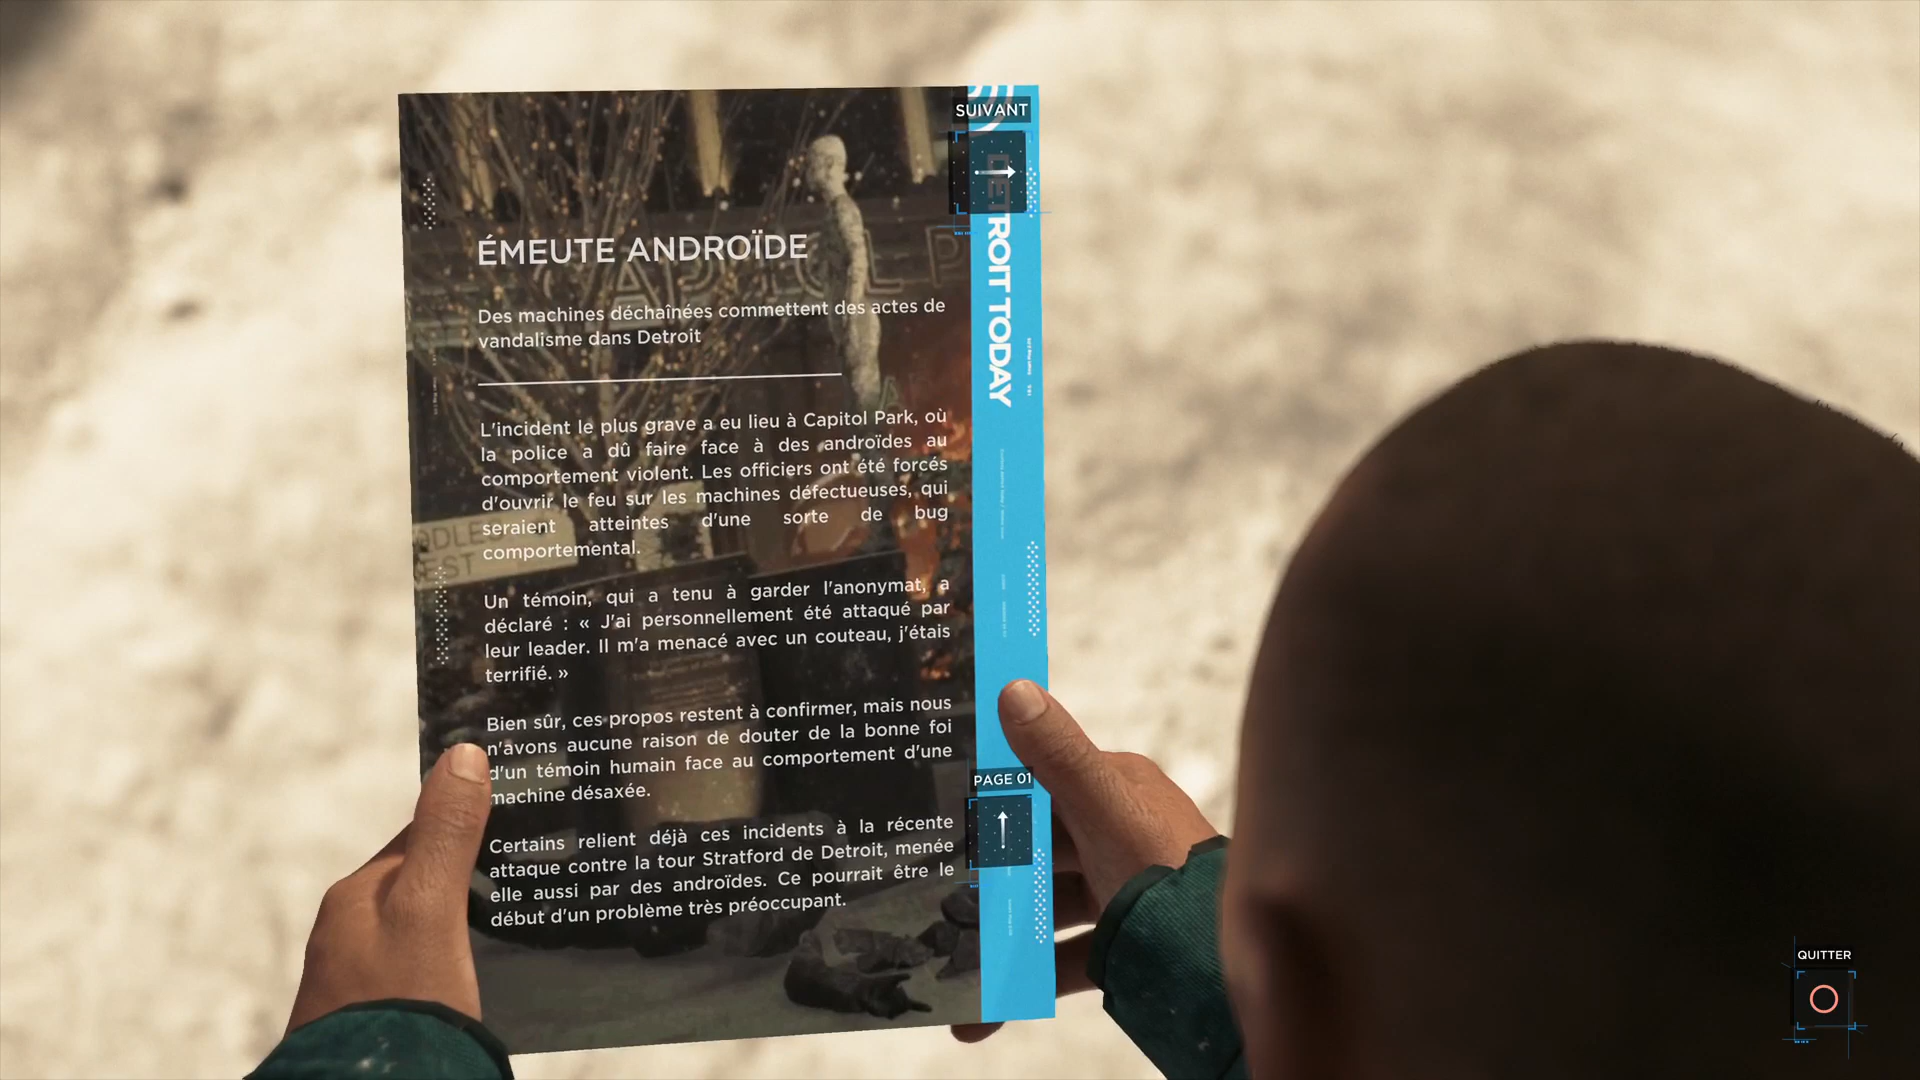 SUIVANT
DETROIT TODAY
ÉMEUTE ANDROÏDE
Des machines déchaînées commettent des actes de
vandalisme dans Detroit
L'incident le plus grave a eu lieu à Capitol Park, où
la police a dû faire face à des androïdes au
comportement violent. Les officiers ont été forcés
d'ouvrir le feu sur les machines défectueuses, qui
seraient atteintes d'une sorte de bug
comportemental.
Un témoin, qui a tenu à garder l'anonymat, a
déclaré : « J'ai personnellement été attaqué par
leur leader. Il m'a menacé avec un couteau, j'étais
terrifié. »
Bien sûr, ces propos restent à confirmer, mais nous
n'avons aucune raison de douter de la bonne foi
d'un témoin humain face au comportement d'une
machine désaxée.
Certains relient déjà ces incidents à la récente
attaque contre la tour Stratford de Detroit, menée
elle aussi par des androïdes. Ce pourrait être le
début d'un problème très préoccupant.
CAPITOL P
PAGE 01
QUITTER